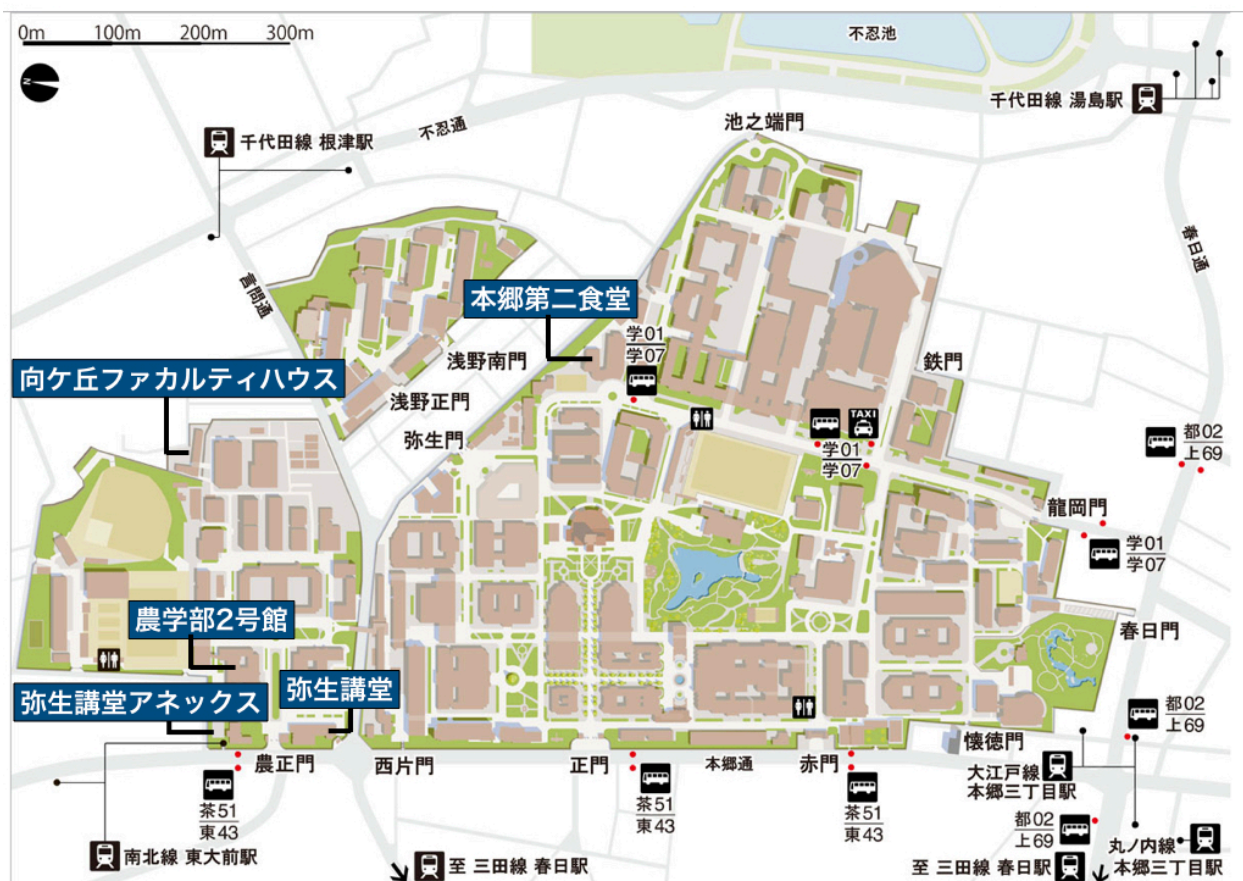 0m 100m 200m 300m
N
不忍池
千代田線 湯島駅
千代田線 根津駅
不忍通
池之端門
春日通
言問通
本郷第二食堂
学01
学07
浅野南門
鉄門
向ケ丘ファカルティハウス
浅野正門
TAXI
弥生門
学01
学07
都02
上69
龍岡門
学01
学07
農学部2号館
春日門
弥生講堂アネックス
弥生講堂
都02
上69
農正門
西片門
正門
本郷通
赤門
懐徳門
大江戸線
本郷三丁目駅
茶51
東43
茶51
東43
茶51
東43
都02
上69
南北線 東大前駅
至 三田線 春日駅
至 三田線 春日駅
丸ノ内線
本郷三丁目駅